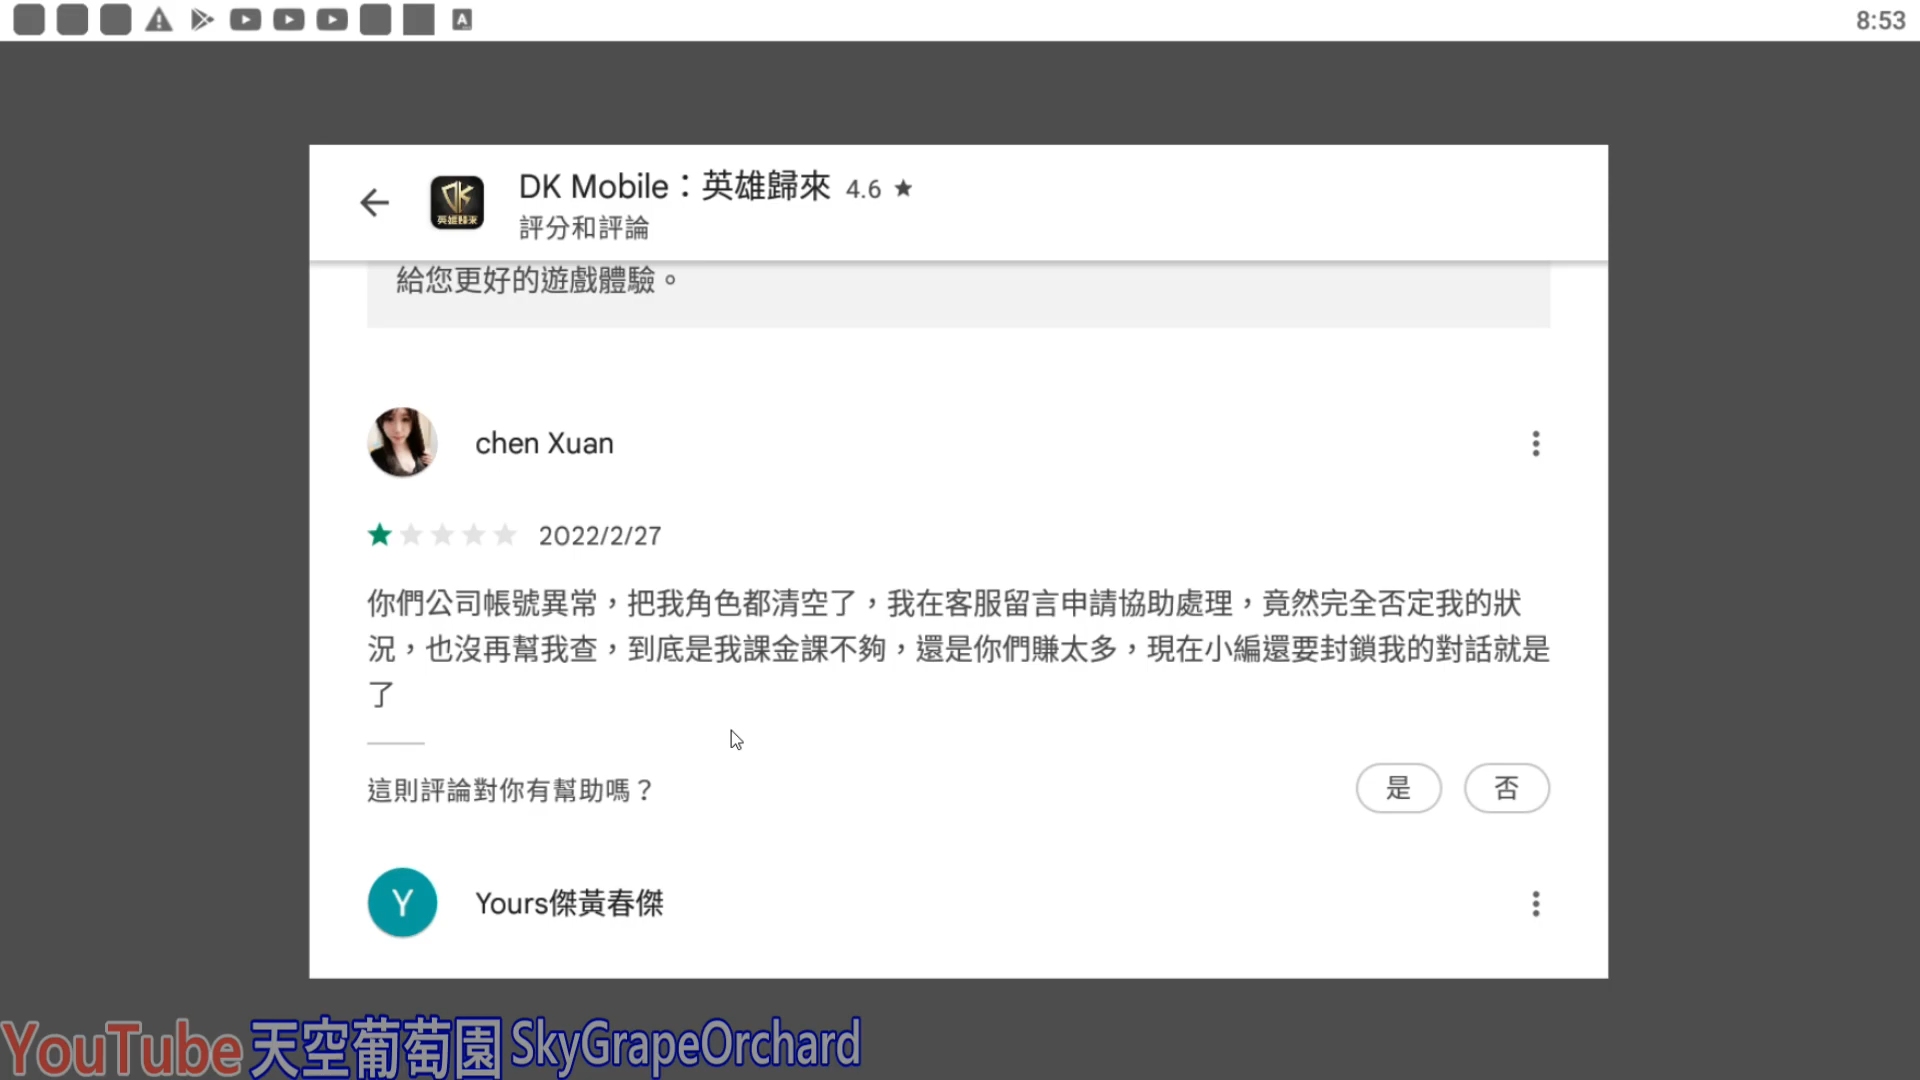 8:53
DK Mobile：英雄歸來 4.6 ★
評分和評論
給您更好的遊戲體驗。
chen Xuan
2022/2/27
你們公司帳號異常，把我角色都清空了，我在客服留言申請協助處理，竟然完全否定我的狀
況，也沒再幫我查，到底是我課金課不夠，還是你們賺太多，現在小編還要封鎖我的對話就是
了
這則評論對你有幫助嗎？
是
否
Y
Yours傑黃春傑
YouTube天空葡萄園 SkyGrapeOrchard
A
DK
英雄歸來